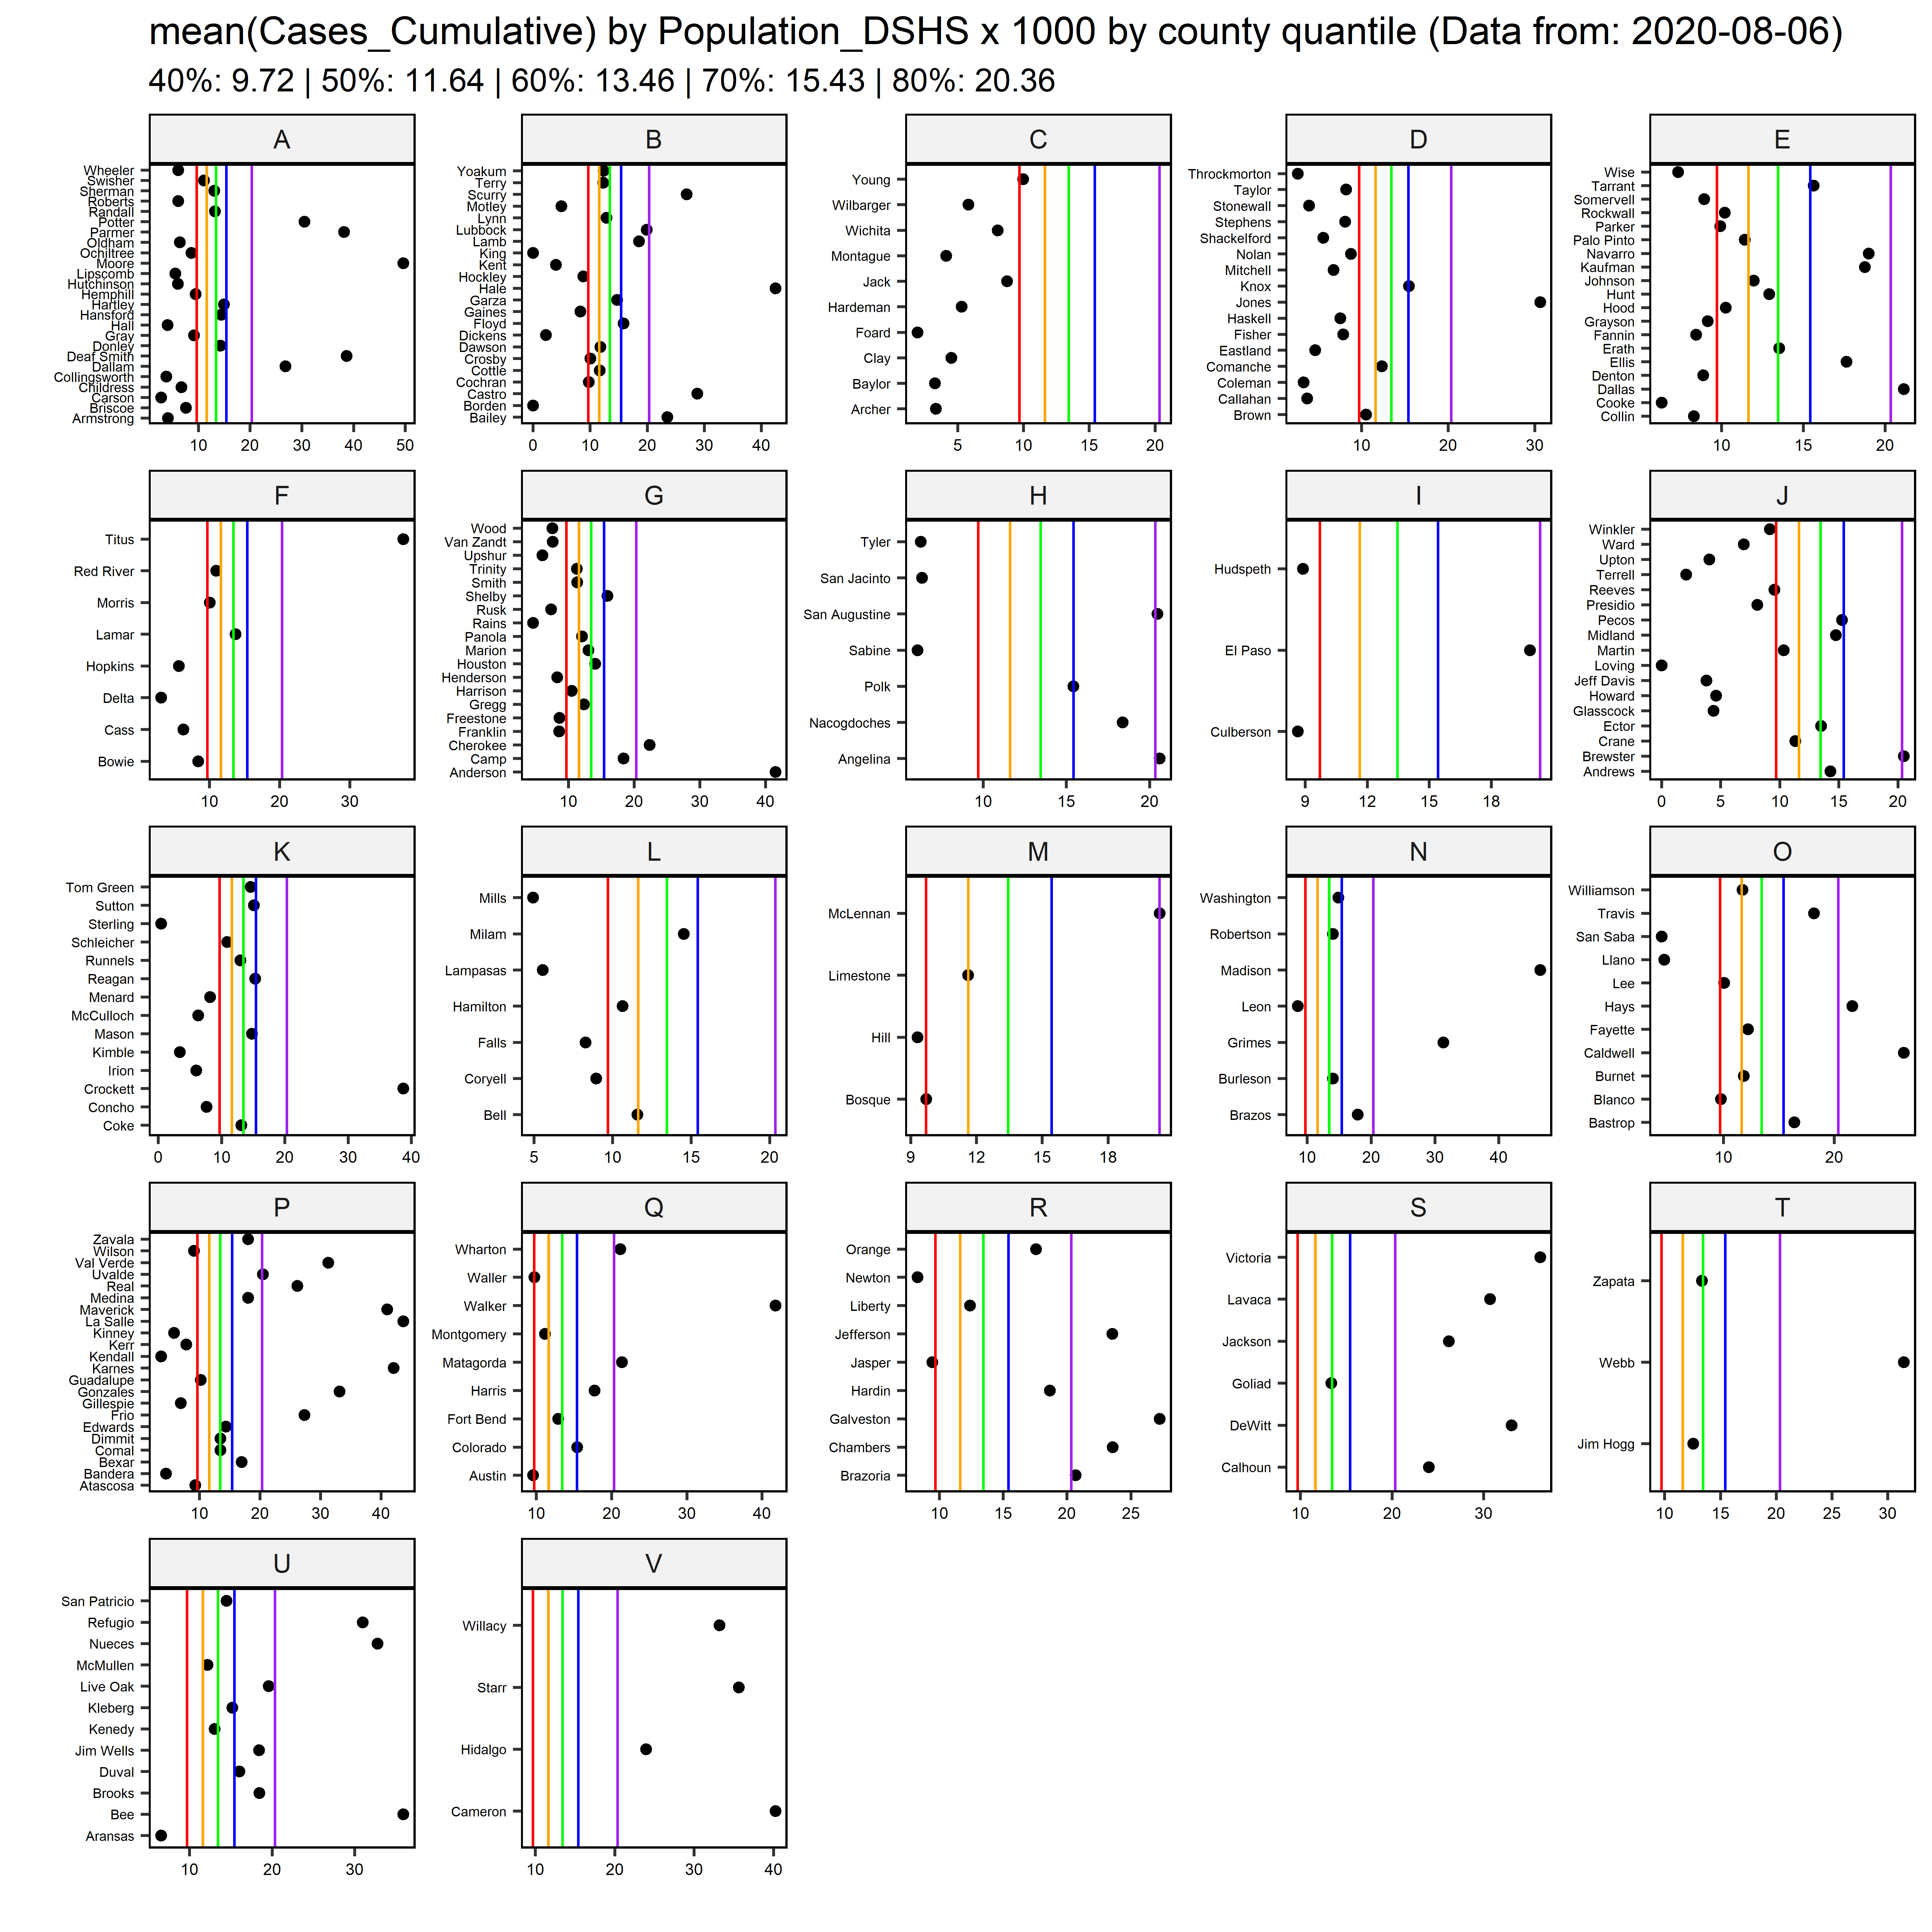 mean(Cases_Cumulative) by Population_DSHS x 1000 by county quantile (Data from: 2020-08-06)
40%: 9.72 | 50%: 11.64 | 60%: 13.46 | 70%: 15.43 | 80%: 20.36
A
Wheeler
Swisher
Sherman
Roberts
Randall
Potter
Parmer
Oldham
Ochiltree
Moore
Lipscomb
Hutchinson
Hemphill
Hartley
Hansford
Hall
Gray
Donley
Deaf Smith
Dallam
Collingsworth
Childress
Carson
Briscoe
Armstrong
10 20 30 40 50
B
Yoakum
Terry
Scurry
Motley
Lynn
Lubbock
Lamb
King
Kent
Hockley
Hale
Garza
Gaines
Floyd
Dickens
Dawson
Crosby
Cottle
Cochran
Castro
Borden
Bailey
0 10 20 30 40
C
Young
Wilbarger
Wichita
Montague
Jack
Hardeman
Foard
Clay
Baylor
Archer
5 10 15 20
D
Throckmorton
Taylor
Stonewall
Stephens
Shackelford
Nolan
Mitchell
Knox
Jones
Haskell
Fisher
Eastland
Comanche
Coleman
Callahan
Brown
10 20 30
E
Wise
Tarrant
Somervell
Rockwall
Parker
Palo Pinto
Navarro
Kaufman
Johnson
Hunt
Hood
Grayson
Fannin
Erath
Ellis
Denton
Dallas
Cooke
Collin
10 15 20
F
Titus
Red River
Morris
Lamar
Hopkins
Delta
Cass
Bowie
10 20 30
G
Wood
Van Zandt
Upshur
Trinity
Smith
Shelby
Rusk
Rains
Panola
Marion
Houston
Henderson
Harrison
Gregg
Freestone
Franklin
Cherokee
Camp
Anderson
10 20 30 40
H
Tyler
San Jacinto
San Augustine
Sabine
Polk
Nacogdoches
Angelina
10 15 20
I
Hudspeth
El Paso
Culberson
9 12 15 18
J
Winkler
Ward
Upton
Terrell
Reeves
Presidio
Pecos
Midland
Martin
Loving
Jeff Davis
Howard
Glasscock
Ector
Crane
Brewster
Andrews
0 5 10 15 20
K
Tom Green
Sutton
Sterling
Schleicher
Runnels
Reagan
Menard
McCulloch
Mason
Kimble
Irion
Crockett
Concho
Coke
0 10 20 30 40
L
Mills
Milam
Lampasas
Hamilton
Falls
Coryell
Bell
5 10 15 20
M
McLennan
Limestone
Hill
Bosque
9 12 15 18
N
Washington
Robertson
Madison
Leon
Grimes
Burleson
Brazos
10 20 30 40
O
Williamson
Travis
San Saba
Llano
Lee
Hays
Fayette
Caldwell
Burnet
Blanco
Bastrop
10 20
P
Zavala
Wilson
Val Verde
Uvalde
Real
Medina
Maverick
La Salle
Kinney
Kerr
Kendall
Karnes
Guadalupe
Gonzales
Gillespie
Frio
Edwards
Dimmit
Comal
Bexar
Bandera
Atascosa
10 20 30 40
Q
Wharton
Waller
Walker
Montgomery
Matagorda
Harris
Fort Bend
Colorado
Austin
10 20 30 40
R
Orange
Newton
Liberty
Jefferson
Jasper
Hardin
Galveston
Chambers
Brazoria
10 15 20 25
S
Victoria
Lavaca
Jackson
Goliad
DeWitt
Calhoun
10 20 30
T
Zapata
Webb
Jim Hogg
10 15 20 25 30
U
San Patricio
Refugio
Nueces
McMullen
Live Oak
Kleberg
Kenedy
Jim Wells
Duval
Brooks
Bee
Aransas
10 20 30
V
Willacy
Starr
Hidalgo
Cameron
10 20 30 40